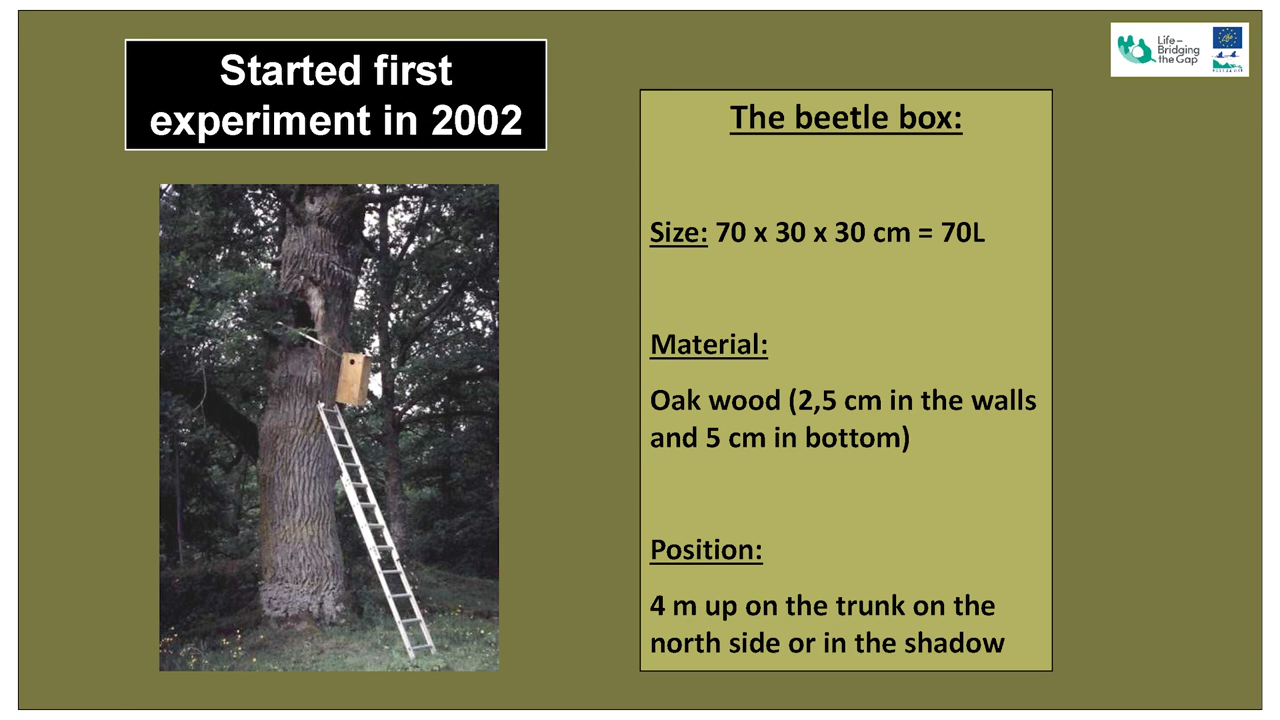 Started first
experiment in 2002
Life–
Bridging
the Gap
The beetle box:
Size: 70 x 30 x 30 cm = 70L
Material:
Oak wood (2,5 cm in the walls
and 5 cm in bottom)
Position:
4 m up on the trunk on the
north side or in the shadow